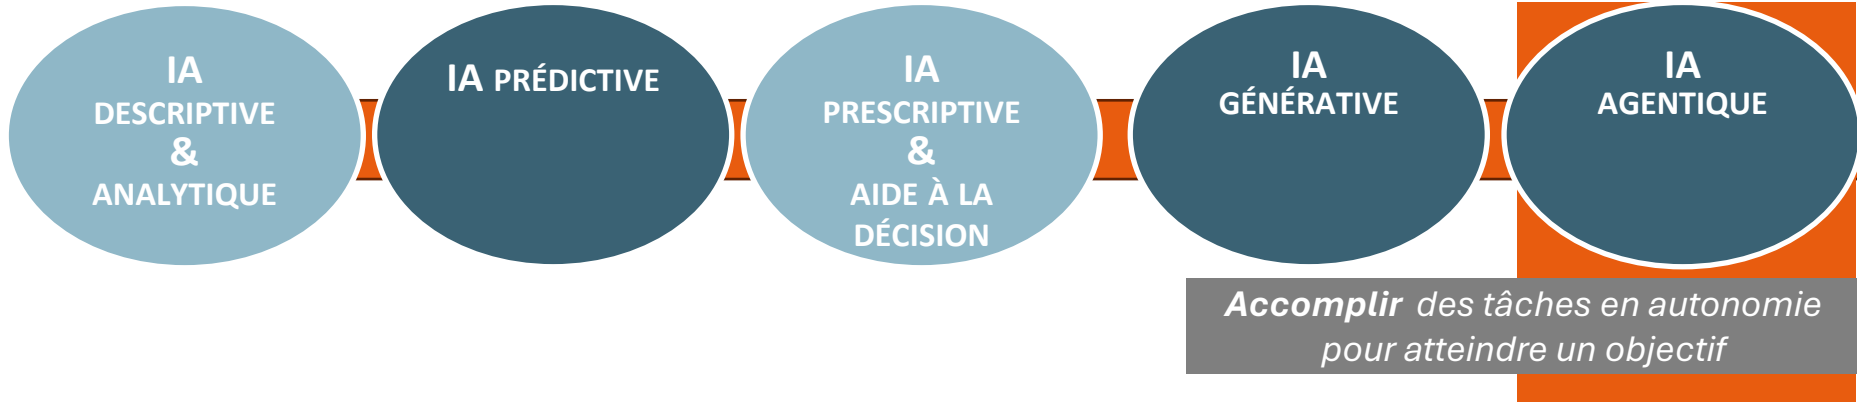 IA
DESCRIPTIVE
&
ANALYTIQUE
IA PRÉDICTIVE
IA
PRESCRIPTIVE
&
AIDE À LA
DÉCISION
IA
GÉNÉRATIVE
IA
AGENTIQUE
Accomplir des tâches en autonomie
pour atteindre un objectif